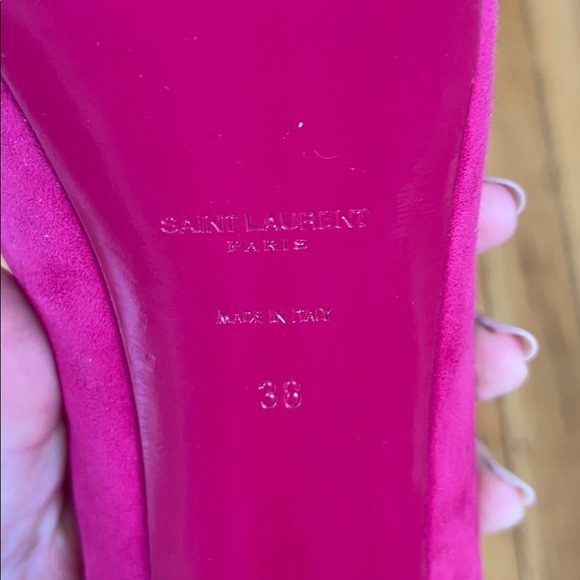 SAINT LAURENT
PARIS
MADE IN ITALY
38